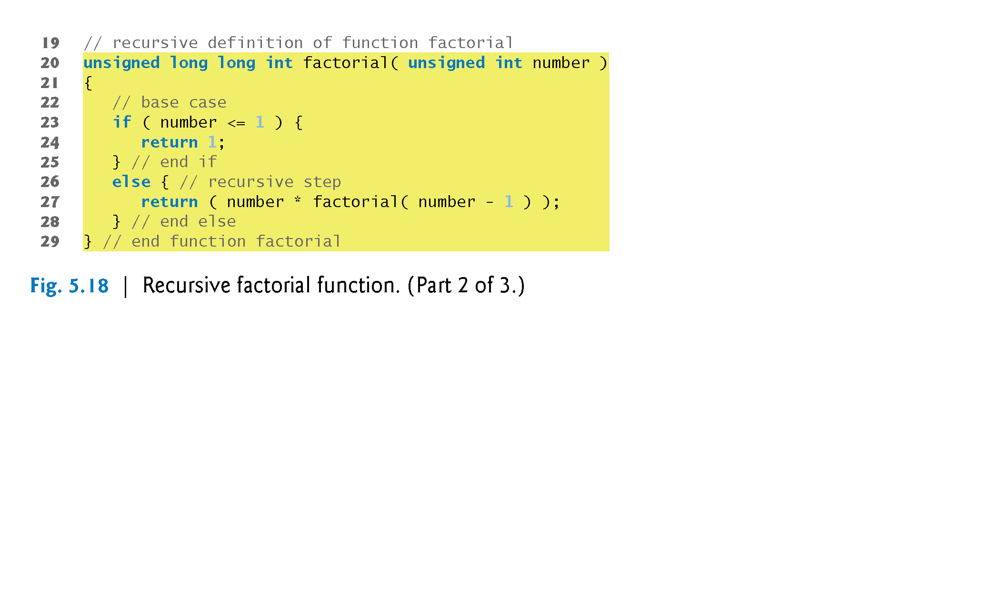 19 // recursive definition of function factorial
20 unsigned long long int factorial( unsigned int number )
21 {
22    // base case
23    if ( number <= 1 ) {
24       return 1;
25    } // end if
26    else { // recursive step
27       return ( number * factorial( number - 1 ) );
28    } // end else
29 } // end function factorial
Fig. 5.18 | Recursive factorial function. (Part 2 of 3.)